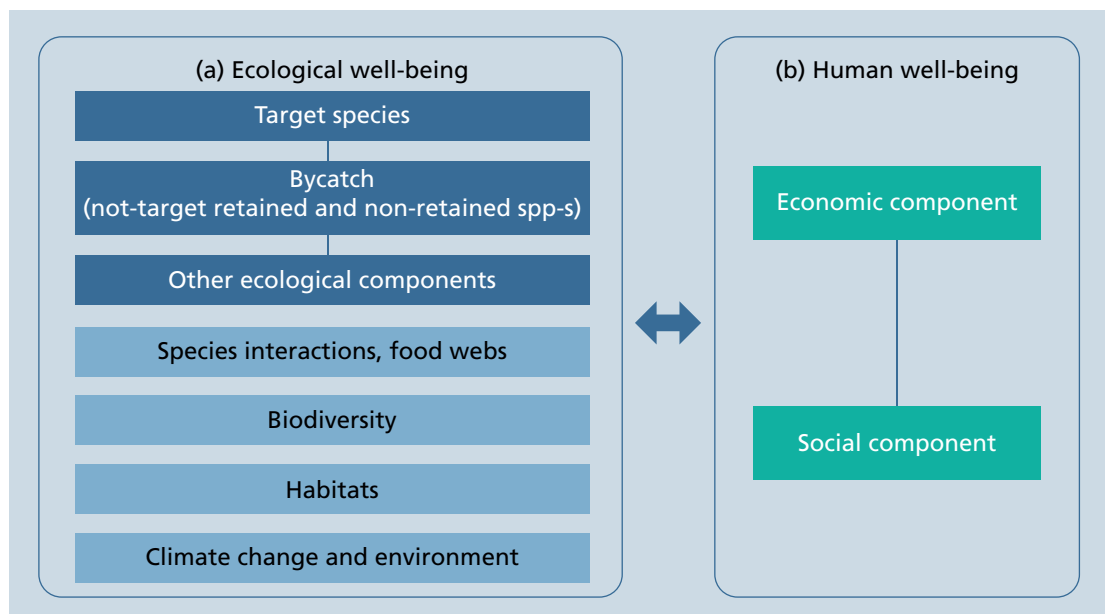 (a) Ecological well-being
Target species
Bycatch
(not-target retained and non-retained spp-s)
Other ecological components
Species interactions, food webs
Biodiversity
Habitats
Climate change and environment
(b) Human well-being
Economic component
Social component